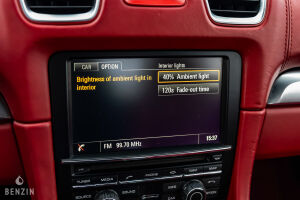 CAR
OPTION
Interior lights
Brightness of ambient light in
interior
40% Ambient light
120s Fade-out time
FM 99.70 MHz
15:37
TUNER
BENZIN